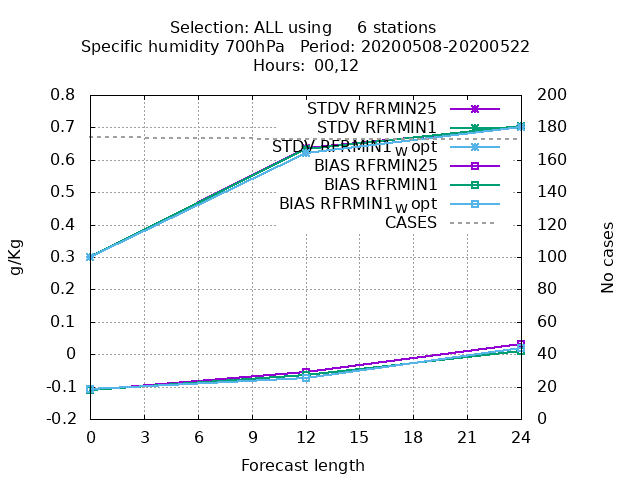 Selection: ALL using     6 stations
Specific humidity 700hPa   Period: 20200508-20200522
Hours: 00,12
0.8
0.7
0.6
0.5
0.4
0.3
0.2
0.1
0
-0.1
-0.2
g/Kg
STDV RFRMIN25
STDV RFRMIN1
STDV RFRMIN1w opt
BIAS RFRMIN25
BIAS RFRMIN1
BIAS RFRMIN1w opt
CASES
200
180
160
140
120
100
80
60
40
20
0
No cases
0 3 6 9 12 15 18 21 24
Forecast length